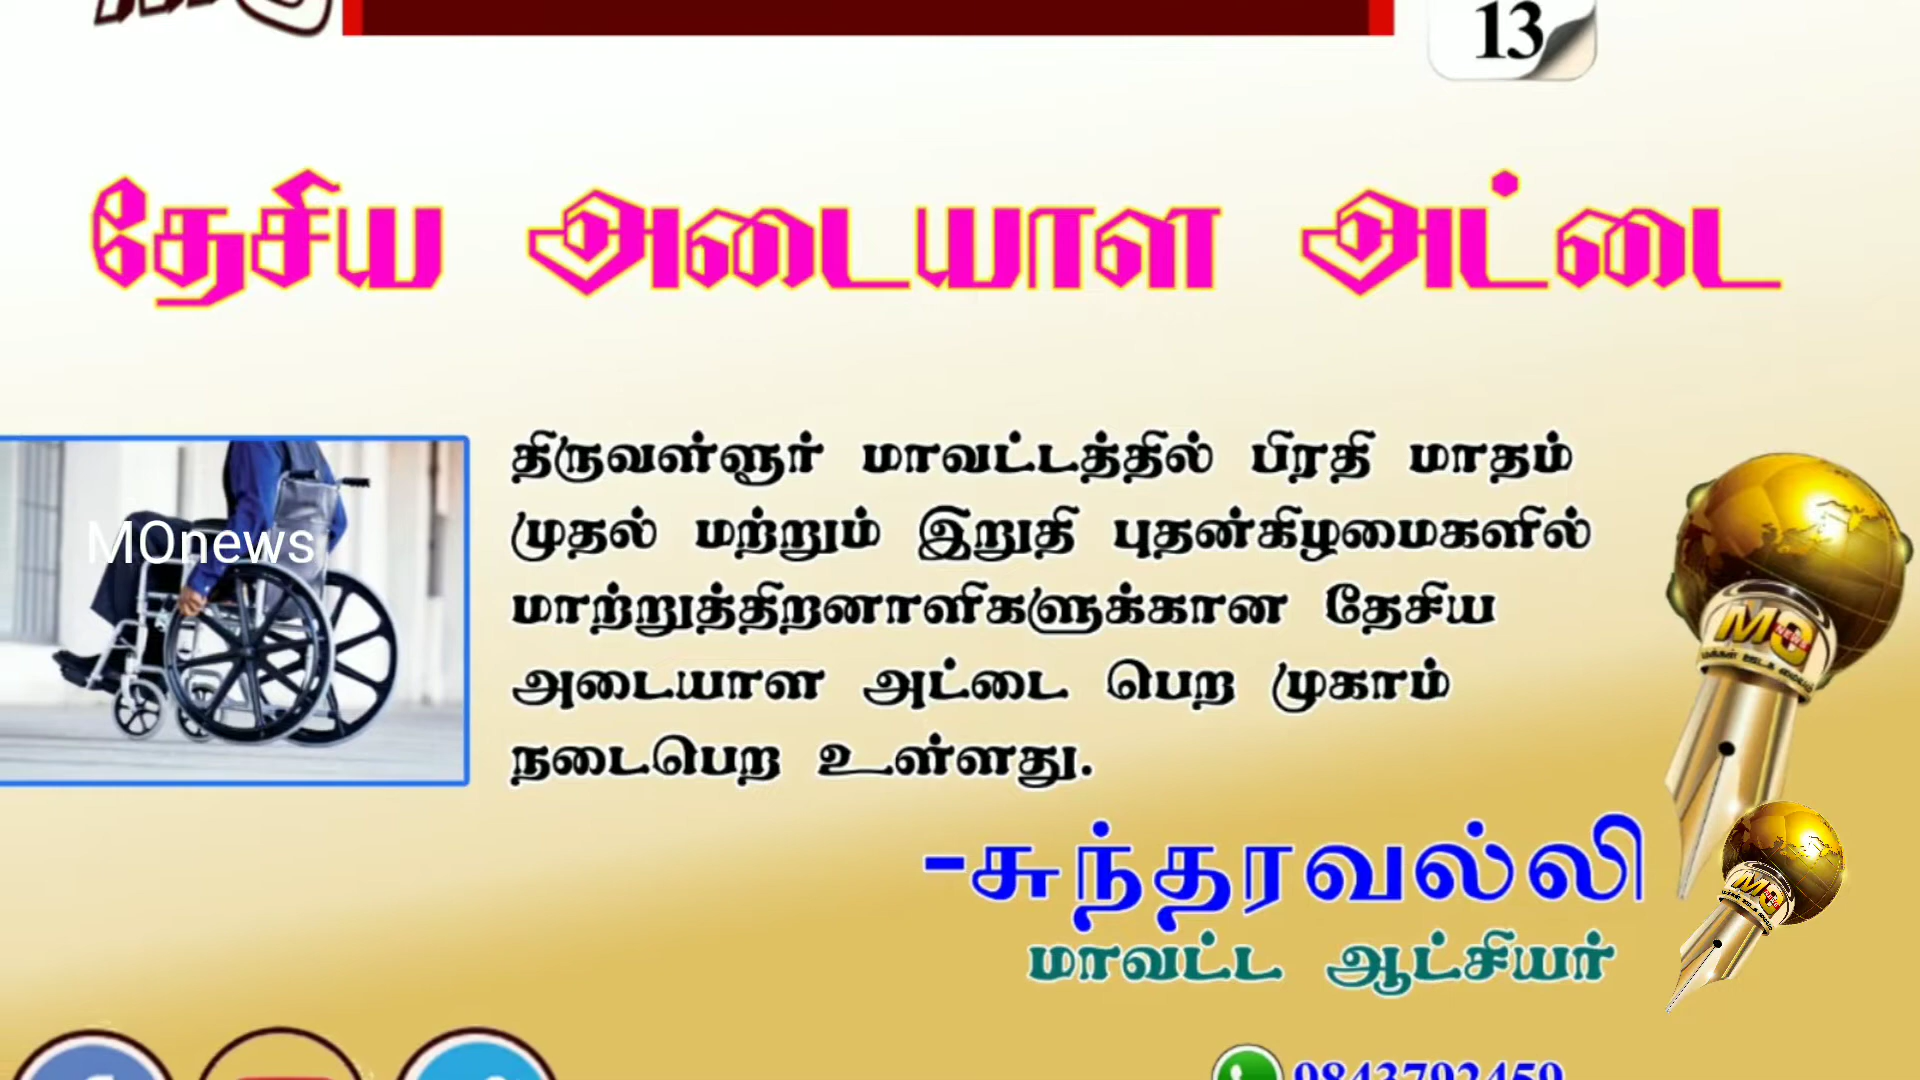 13
தேசிய அடையாள அட்டை
திருவள்ளுர் மாவட்டத்தில் பிரதி மாதம்
முதல் மற்றும் இறுதி புதன்கிழமைகளில்
மாற்றுத்திறனாளிகளுக்கான தேசிய
அடையாள அட்டை பெற முகாம்
நடைபெற உள்ளது.
MOnews
-சுந்தரவல்லி
மாவட்ட ஆட்சியர்
9843792459